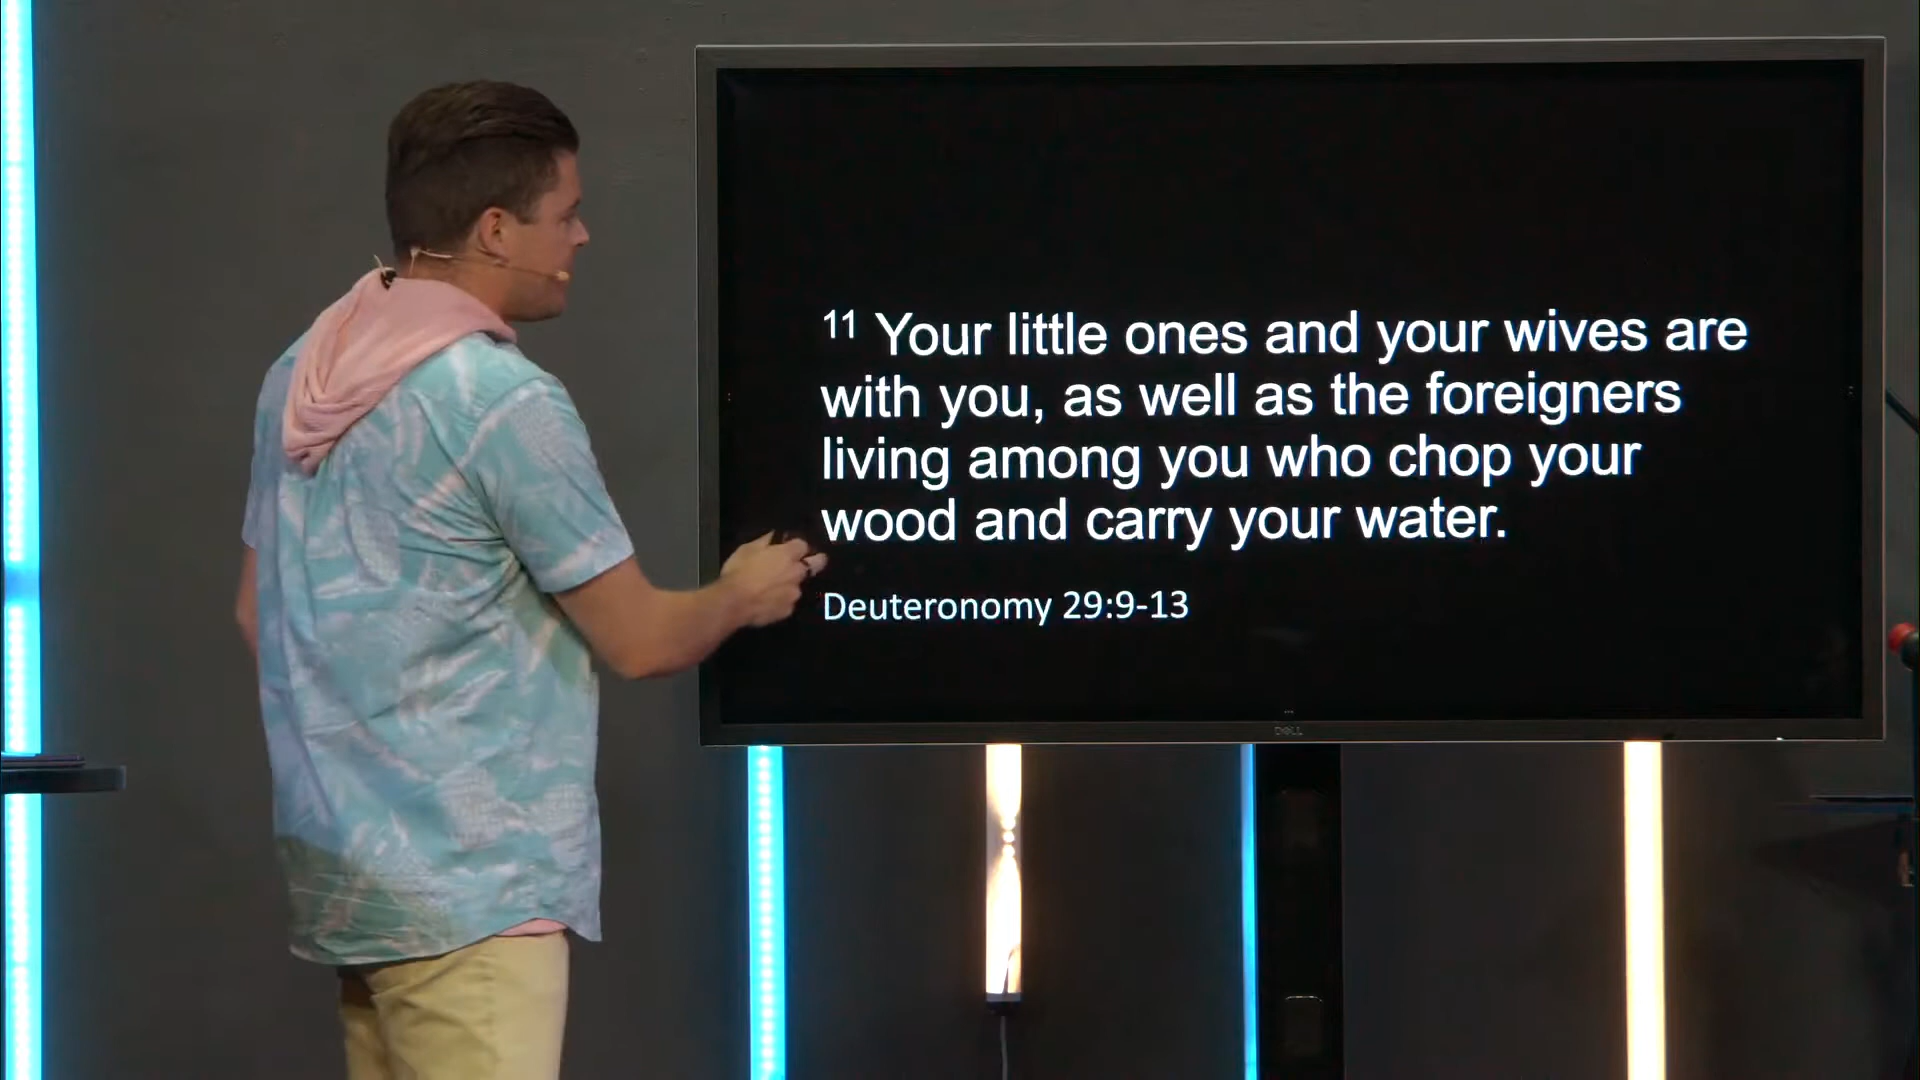 11 Your little ones and your wives are
with you, as well as the foreigners
living among you who chop your
wood and carry your water.
Deuteronomy 29:9-13
DELL